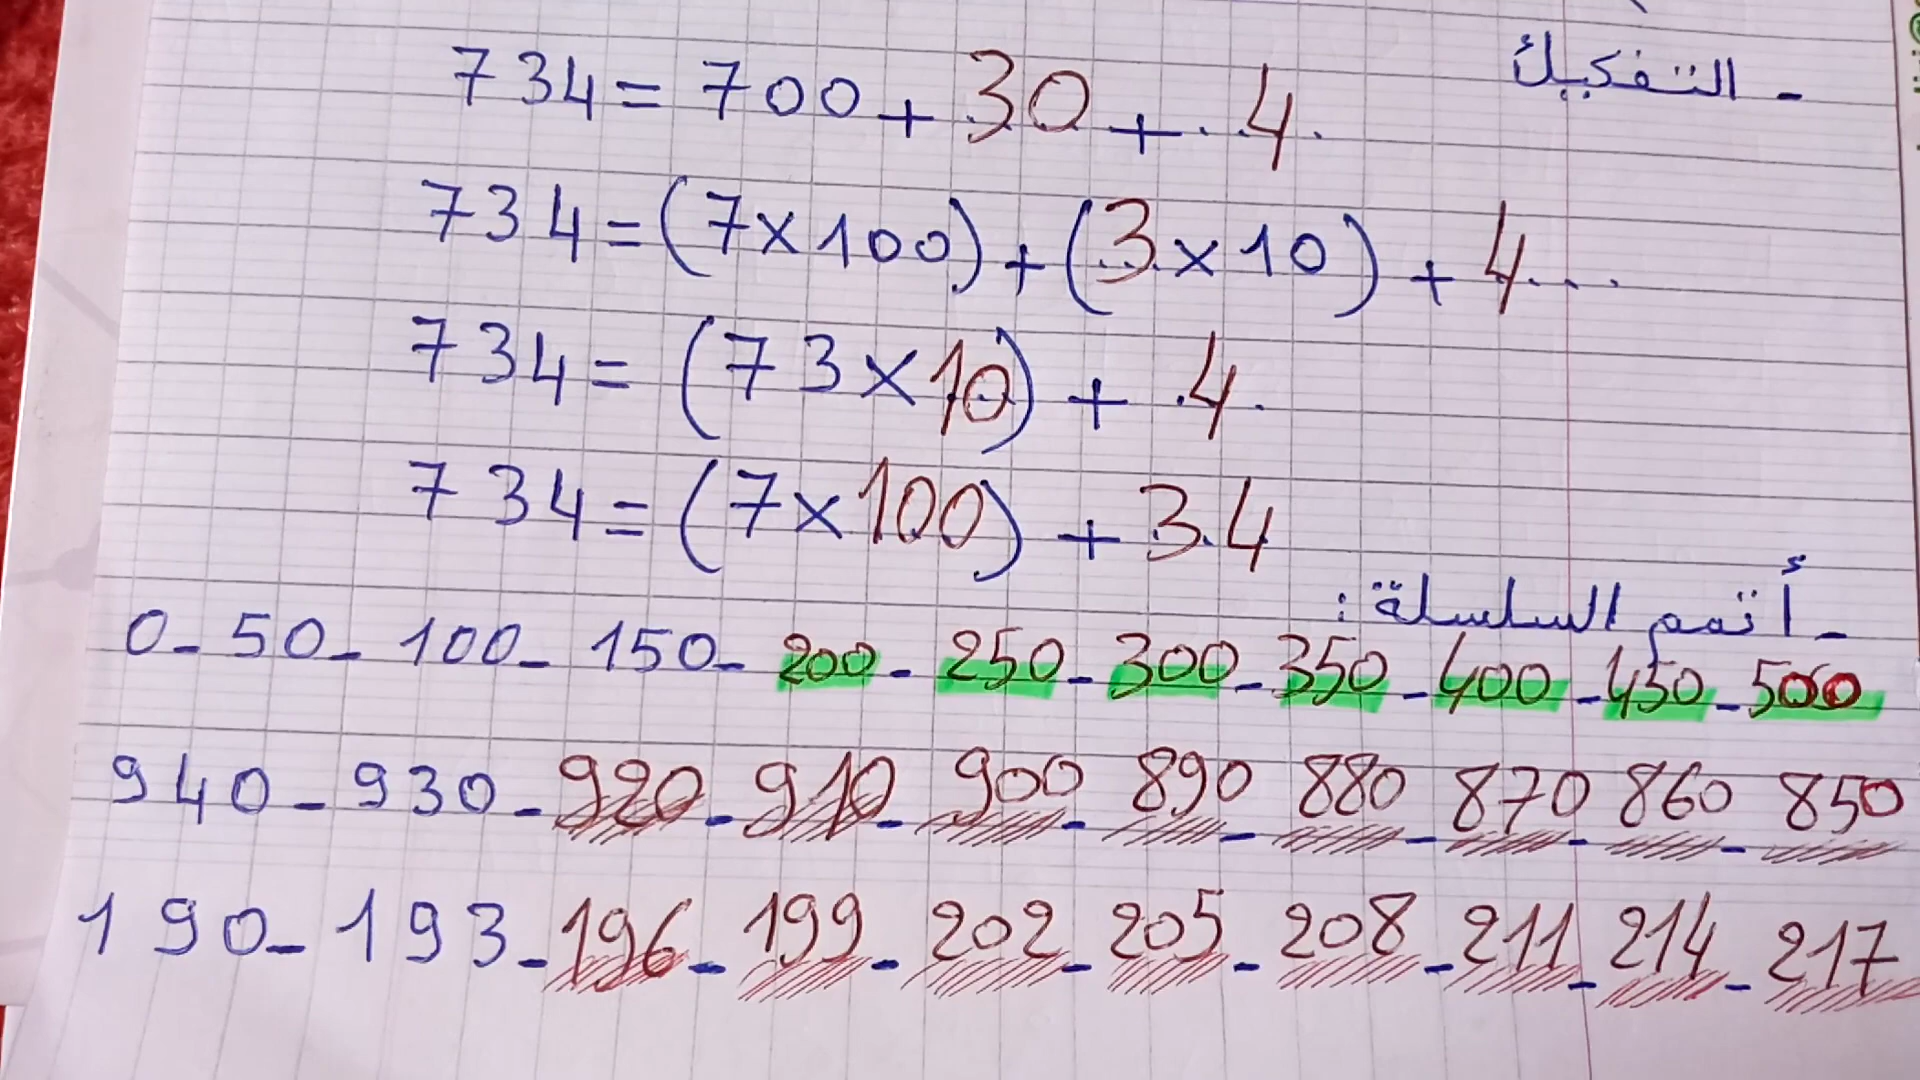 - التفكيك
734 = 700 + 30 + 4
734 = (7 × 100) + (3 × 10) + 4...
734 = (73 × 10) + .4.
734 = (7 × 100) + 34
- أتمم السلسلة :
0 - 50 - 100 - 150 - 200 - 250 - 300 - 350 - 400 - 450 - 500
940 - 930 - 920 - 910 - 900 - 890 - 880 - 870 - 860 - 850
190 - 193 - 196 - 199 - 202 - 205 - 208 - 211 - 214 - 217